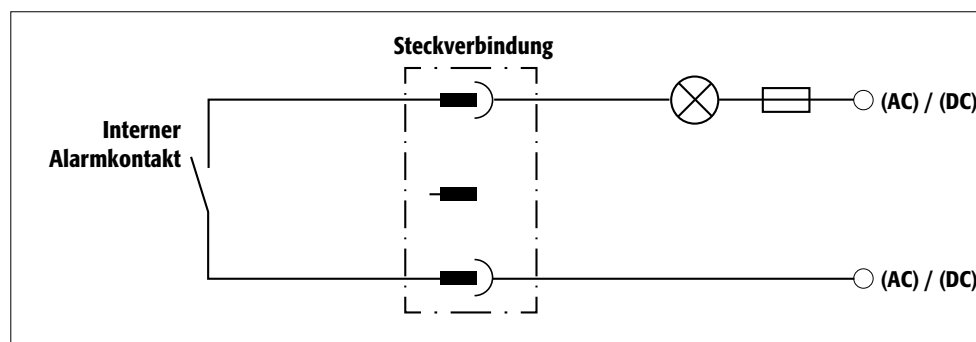 Steckverbindung
(AC) / (DC)
Interner
Alarmkontakt
(AC) / (DC)